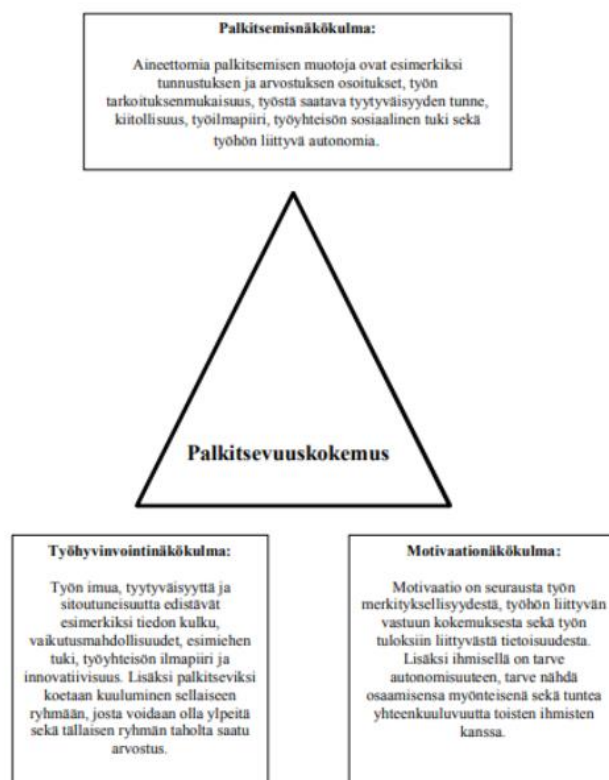 Palkitsemisnäkökulma:
Aineettomia palkitsemisen muotoja ovat esimerkiksi
tunnustuksen ja arvostuksen osoitukset, työn
tarkoituksenmukaisuus, työstä saatava tyytyväisyyden tunne,
kiitollisuus, työilmapiiri, työyhteisön sosiaalinen tuki sekä
työhön liittyvä autonomia.
Palkitsevuuskokemus
Työhyvinvointinäkökulma:
Työn imua, tyytyväisyyttä ja
sitoutuneisuutta edistävät
esimerkiksi tiedon kulku,
vaikutusmahdollisuudet, esimiehen
tuki, työyhteisön ilmapiiri ja
innovatiivisuus. Lisäksi palkitseviksi
koetaan kuuluminen sellaiseen
ryhmään, josta voidaan olla ylpeitä
sekä tällaisen ryhmän taholta saatu
arvostus.
Motivaationäkökulma:
Motivaatio on seurausta työn
merkityksellisyydestä, työhön liittyvän
vastuun kokemuksesta sekä työn
tuloksiin liittyvästä tietoisuudesta.
Lisäksi ihmisellä on tarve
autonomisuuteen, tarve nähdä
osaamisensa myönteisenä sekä tuntea
yhteenkuuluvuutta toisten ihmisten
kanssa.